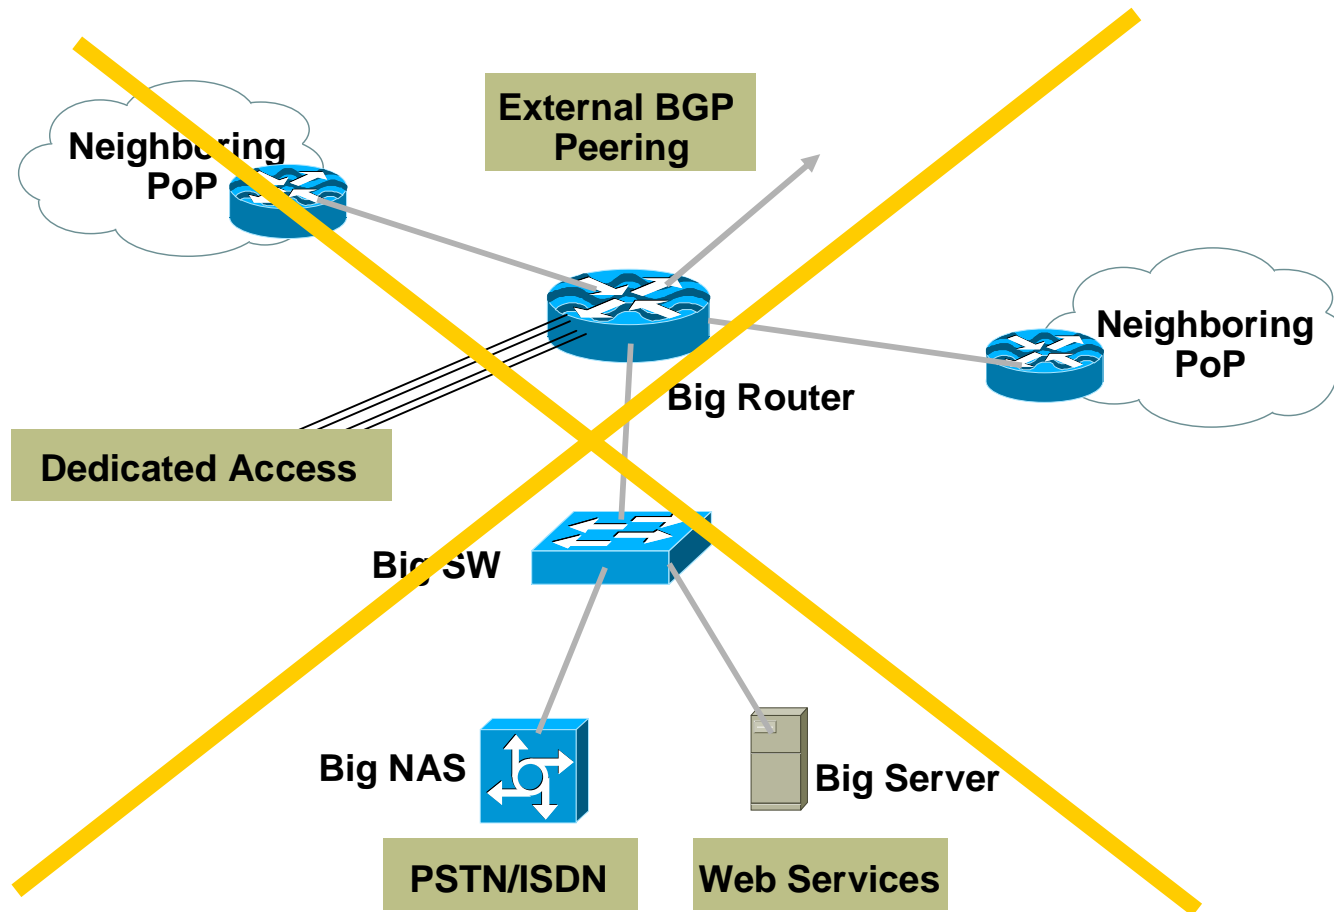 External BGP
Peering
Neighboring
PoP
Neighboring
PoP
Big Router
Dedicated Access
Big SW
Big NAS
Big Server
PSTN/ISDN
Web Services